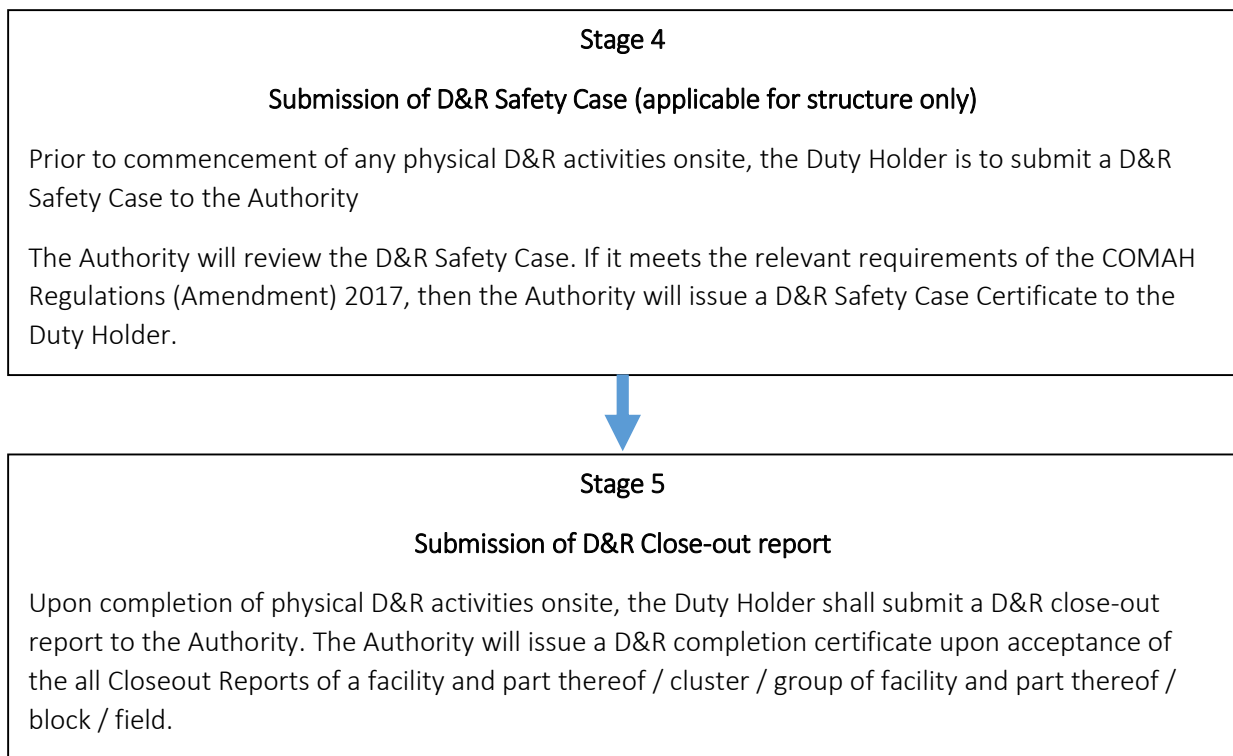 Stage 4
Submission of D&R Safety Case (applicable for structure only)
Prior to commencement of any physical D&R activities onsite, the Duty Holder is to submit a D&R
Safety Case to the Authority
The Authority will review the D&R Safety Case. If it meets the relevant requirements of the COMAH
Regulations (Amendment) 2017, then the Authority will issue a D&R Safety Case Certificate to the
Duty Holder.
Stage 5
Submission of D&R Close-out report
Upon completion of physical D&R activities onsite, the Duty Holder shall submit a D&R close-out
report to the Authority. The Authority will issue a D&R completion certificate upon acceptance of
the all Closeout Reports of a facility and part thereof / cluster / group of facility and part thereof /
block / field.